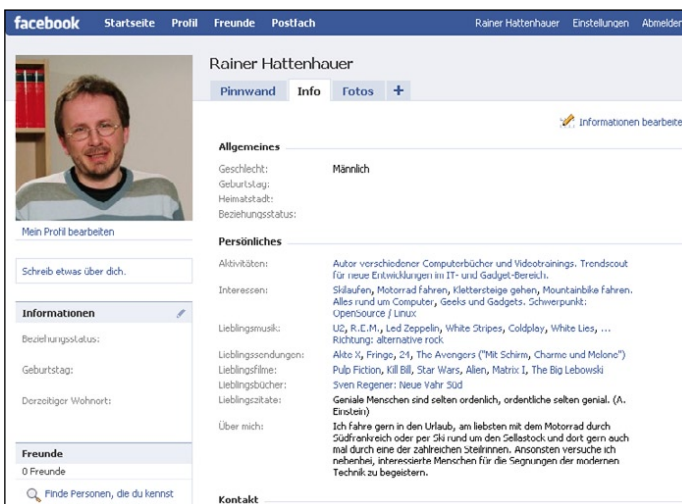 facebook Startseite Profil Freunde Postfach Rainer Hattenhauer Einstellungen Abmelden
Rainer Hattenhauer
Pinnwand Info Fotos +
Informationen bearbeite
Mein Profil bearbeiten
Schreib etwas über dich.
Informationen
Beziehungsstatus:
Geburtstag:
Derzeitiger Wohnort:
Freunde
0 Freunde
Finde Personen, die du kennst
Allgemeines
Geschlecht: Männlich
Geburtstag:
Heimatstadt:
Beziehungsstatus:
Persönliches
Aktivitäten: Autor verschiedener Computerbücher und Videotrainings. Trendscout
für neue Entwicklungen im IT- und Gadget-Bereich.
Interessen: Skilaufen, Motorrad fahren, Klettersteige gehen, Mountainbike fahren.
Alles rund um Computer, Geeks und Gadgets. Schwerpunkt:
OpenSource / Linux
Lieblingsmusik: U2, R.E.M., Led Zeppelin, White Stripes, Coldplay, White Lies, ...
Richtung: alternative rock
Lieblingssendungen: Akte X, Fringe, 24, The Avengers ("Mit Schirm, Charme und Melone")
Lieblingsfilme: Pulp Fiction, Kill Bill, Star Wars, Alien, Matrix I, The Big Lebowski
Lieblingsbücher: Sven Regener: Neue Vahr Süd
Lieblingszitate: Geniale Menschen sind selten ordenlich, ordentliche selten genial. (A.
Einstein)
Über mich: Ich fahre gern in den Urlaub, am liebsten mit dem Motorrad durch
Südfrankreich oder per Ski rund um den Sellastock und dort gern auch
mal durch eine der zahlreichen Steilrinnen. Ansonsten versuche ich
nebenbei, interessierte Menschen für die Segnungen der modernen
Technik zu begeistern.
Kontakt